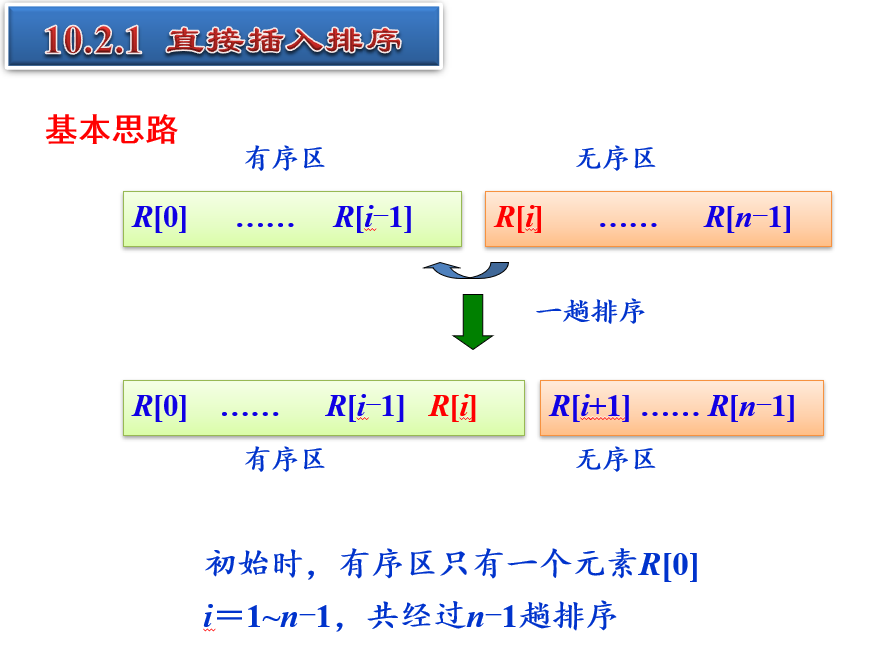 10.2.1 直接插入排序
基本思路
有序区 无序区
R[0] …… R[i−1] R[i] …… R[n−1]
一趟排序
R[0] …… R[i−1] R[i] R[i+1] …… R[n−1]
有序区 无序区
初始时，有序区只有一个元素R[0]
i＝1~n−1，共经过n−1趟排序